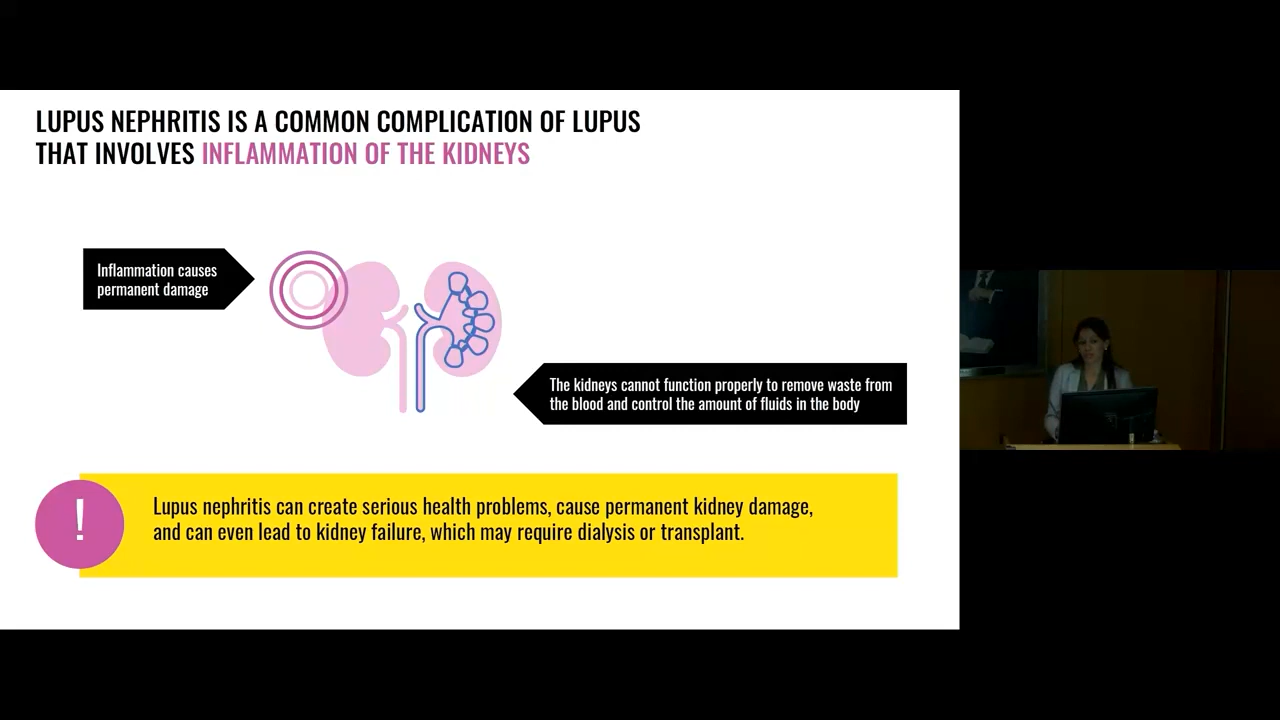 LUPUS NEPHRITIS IS A COMMON COMPLICATION OF LUPUS
THAT INVOLVES INFLAMMATION OF THE KIDNEYS
Inflammation causes
permanent damage
The kidneys cannot function properly to remove waste from
the blood and control the amount of fluids in the body
!
Lupus nephritis can create serious health problems, cause permanent kidney damage,
and can even lead to kidney failure, which may require dialysis or transplant.